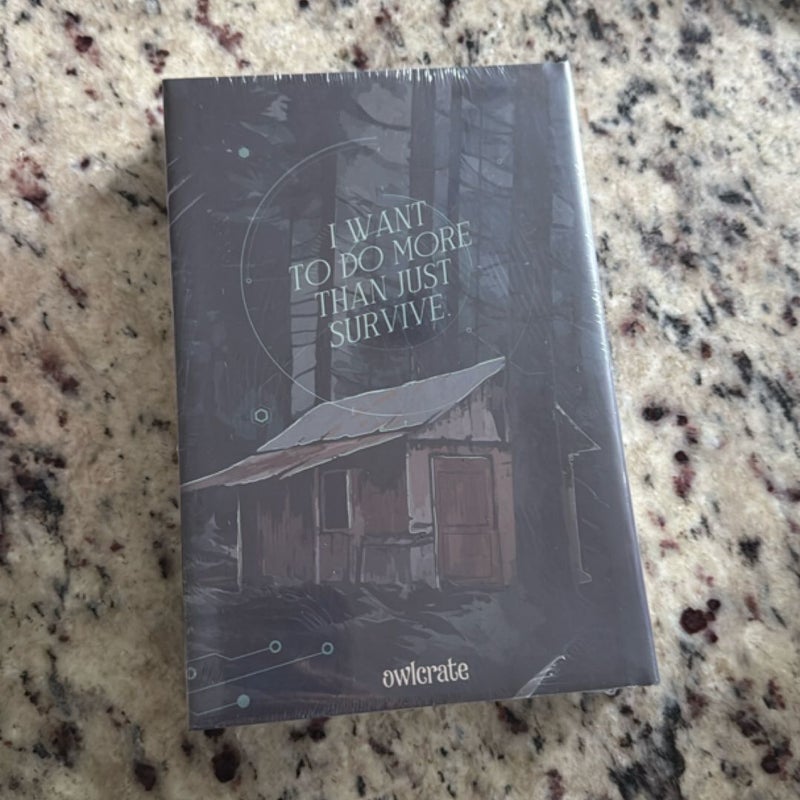 I WANT
TO DO MORE
THAN JUST
SURVIVE.
owlcrate